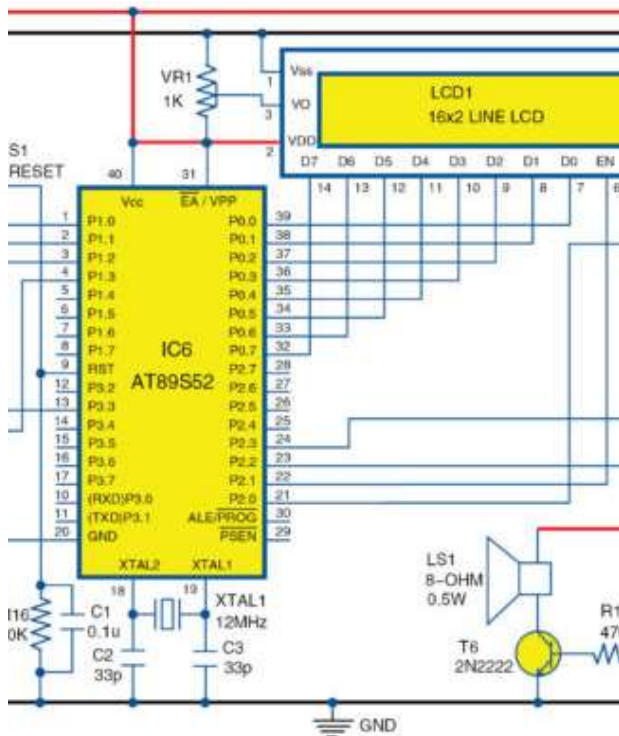 VR1
1K
S1
RESET
1
3
2
Vss
VO
VDD
LCD1
16x2 LINE LCD
D7 D6 D5 D4 D3 D2 D1 D0 EN
14 13 12 11 10 9 8 7 6
40 31
Vcc EA / VPP
1 P1.0 P0.0 39
2 P1.1 P0.1 38
3 P1.2 P0.2 37
4 P1.3 P0.3 36
5 P1.4 P0.4 35
6 P1.5 P0.5 34
7 P1.6 P0.6 33
8 P1.7 P0.7 32
9 RST P2.7 28
12 P3.2 P2.6 27
13 P3.3 P2.5 26
14 P3.4 P2.4 25
15 P3.5 P2.3 24
16 P3.6 P2.2 23
17 P3.7 P2.1 22
10 (RXD)P3.0 P2.0 21
11 (TXD)P3.1 ALE/PROG 30
20 GND PSEN 29
IC6
AT89S52
XTAL2 XTAL1
18 19
XTAL1
12MHz
C1
0.1u
C2
33p
C3
33p
LS1
8-OHM
0.5W
T6
2N2222
GND